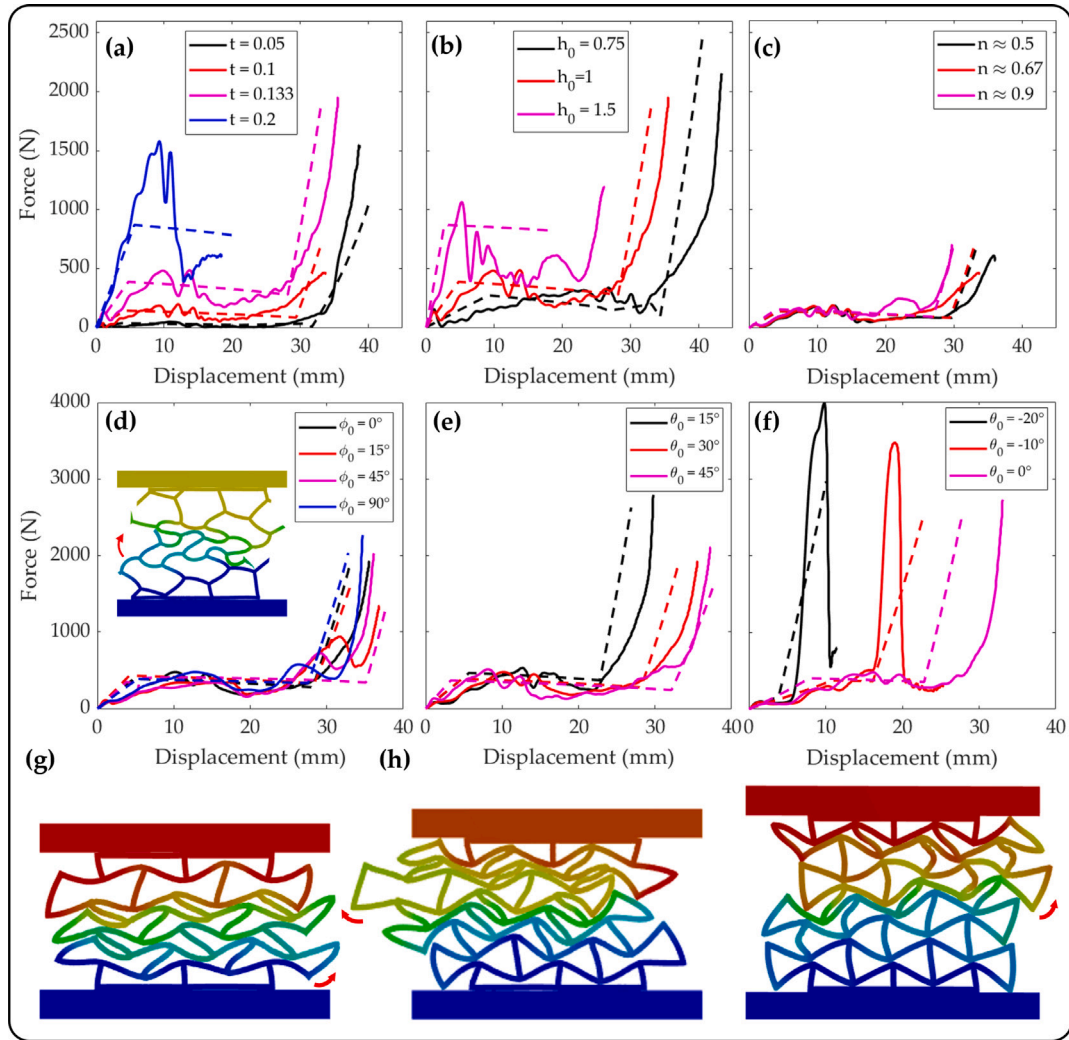 (a)
t = 0.05
t = 0.1
t = 0.133
t = 0.2
(b)
h₀ = 0.75
h₀=1
h₀ = 1.5
(c)
n ≈ 0.5
n ≈ 0.67
n ≈ 0.9
Force (N)
2500
2000
1500
1000
500
0
0 10 20 30 40
0 10 20 30 40
0 10 20 30 40
Displacement (mm)
Displacement (mm)
Displacement (mm)
(d)
ϕ₀ = 0°
ϕ₀ = 15°
ϕ₀ = 45°
ϕ₀ = 90°
(e)
θ₀ = 15°
θ₀ = 30°
θ₀ = 45°
(f)
θ₀ = -20°
θ₀ = -10°
θ₀ = 0°
Force (N)
4000
3000
2000
1000
0
0 10 20 30 40
0 10 20 30 40
0 10 20 30 40
Displacement (mm)
Displacement (mm)
Displacement (mm)
(g)
(h)